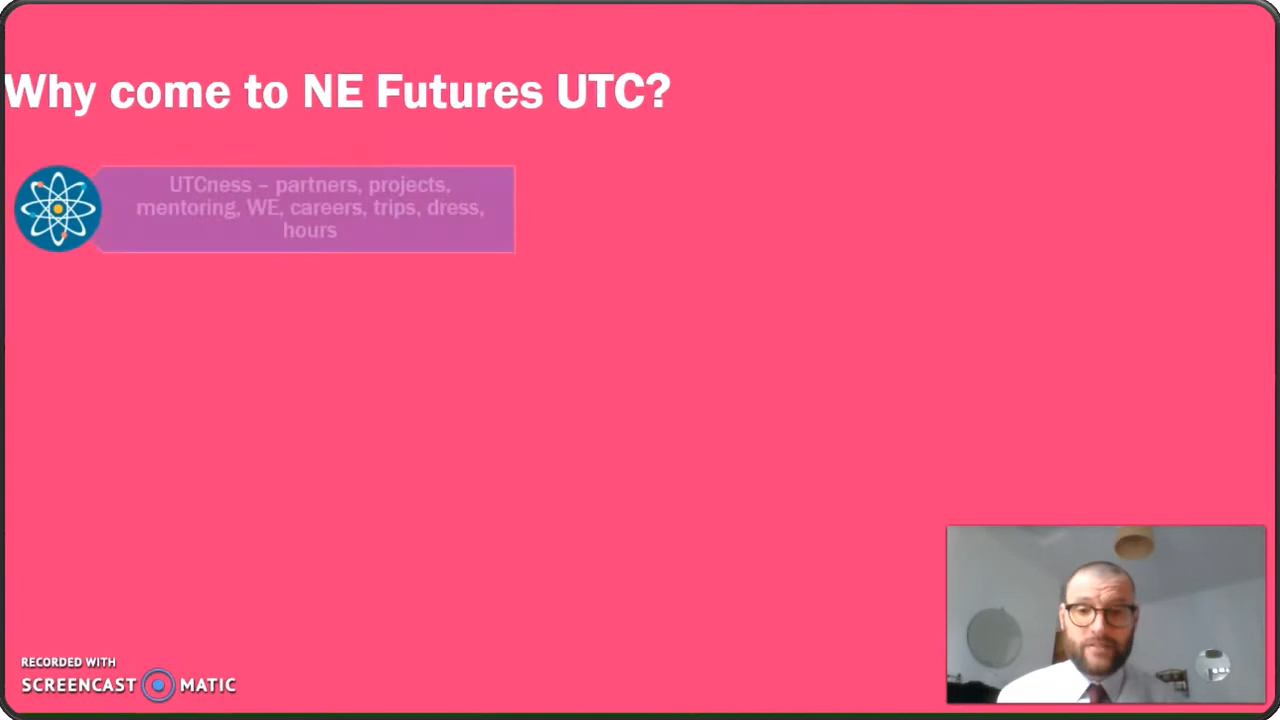 Why come to NE Futures UTC?
UTCness – partners, projects,
mentoring, WE, careers, trips, dress,
hours
RECORDED WITH
SCREENCAST MATIC